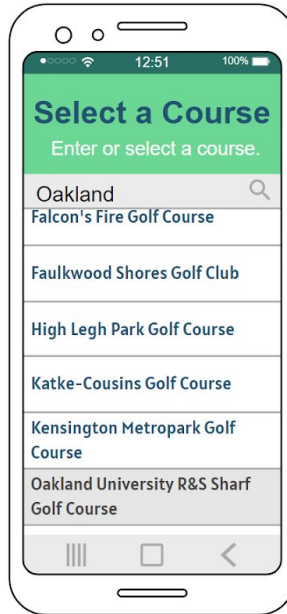 12:51 100%
Select a Course
Enter or select a course.
Oakland
Falcon's Fire Golf Course
Faulkwood Shores Golf Club
High Legh Park Golf Course
Katke-Cousins Golf Course
Kensington Metropark Golf
Course
Oakland University R&S Sharf
Golf Course